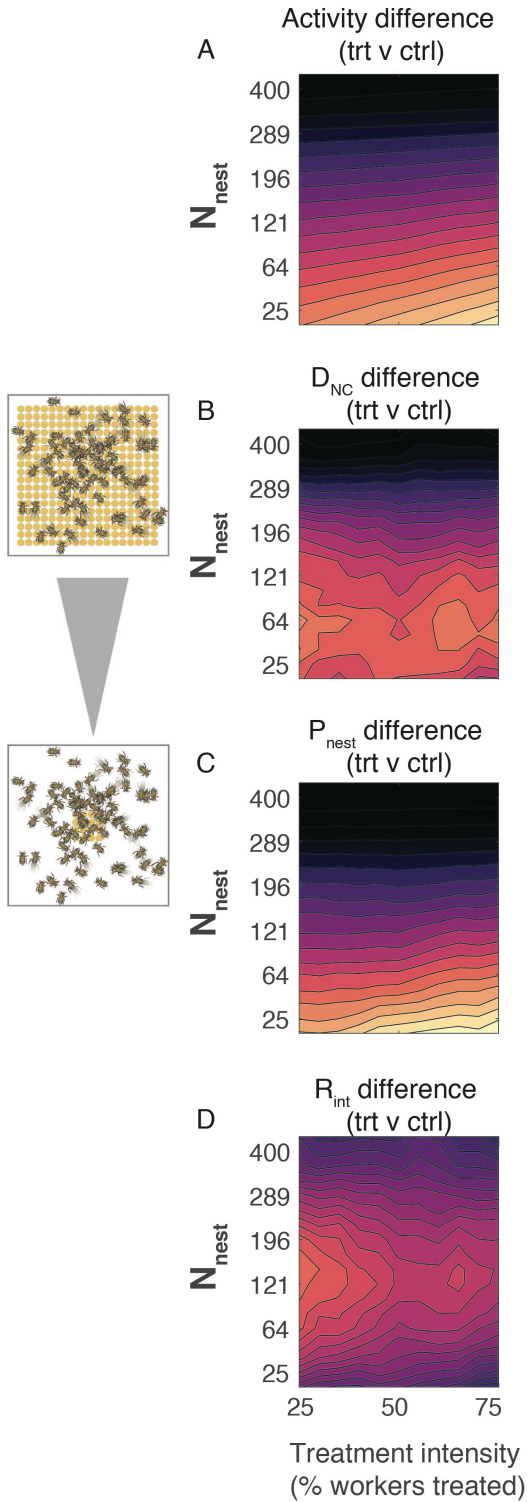 Activity difference
(trt v ctrl)
A
400
289
196
121
64
25
Nnest
DNC difference
(trt v ctrl)
B
400
289
196
121
64
25
Nnest
Pnest difference
(trt v ctrl)
C
400
289
196
121
64
25
Nnest
Rint difference
(trt v ctrl)
D
400
289
196
121
64
25
Nnest
25 50 75
Treatment intensity
(% workers treated)